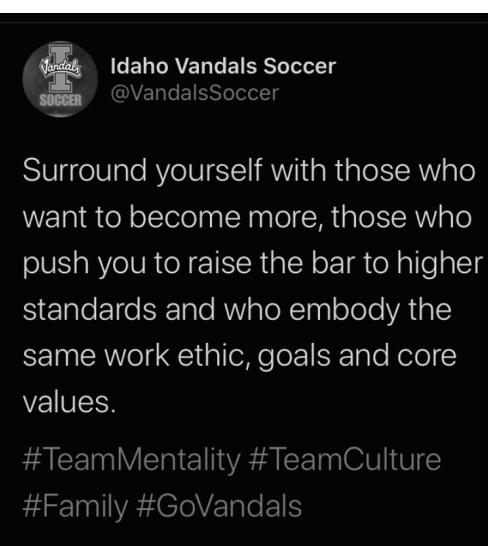 Vandals
SOCCER
Idaho Vandals Soccer
@VandalsSoccer
Surround yourself with those who
want to become more, those who
push you to raise the bar to higher
standards and who embody the
same work ethic, goals and core
values.
#TeamMentality #TeamCulture
#Family #GoVandals